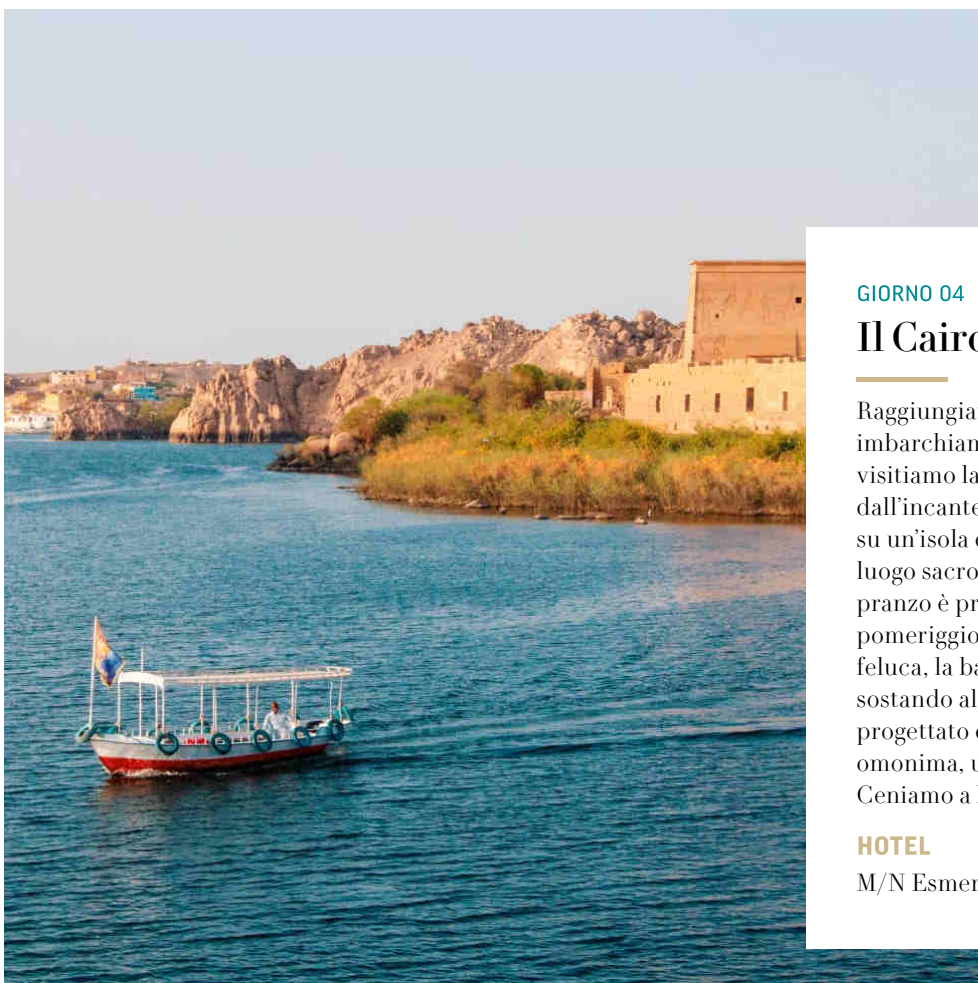 GIORNO 04
Il Cairo
Raggiungia
imbarchiam
visitiamo la
dall’incante
su un’isola
luogo sacro
pranzo è pr
pomeriggio
feluca, la ba
sostando al
progettato
omonima, u
Ceniamo a
HOTEL
M/N Esmer